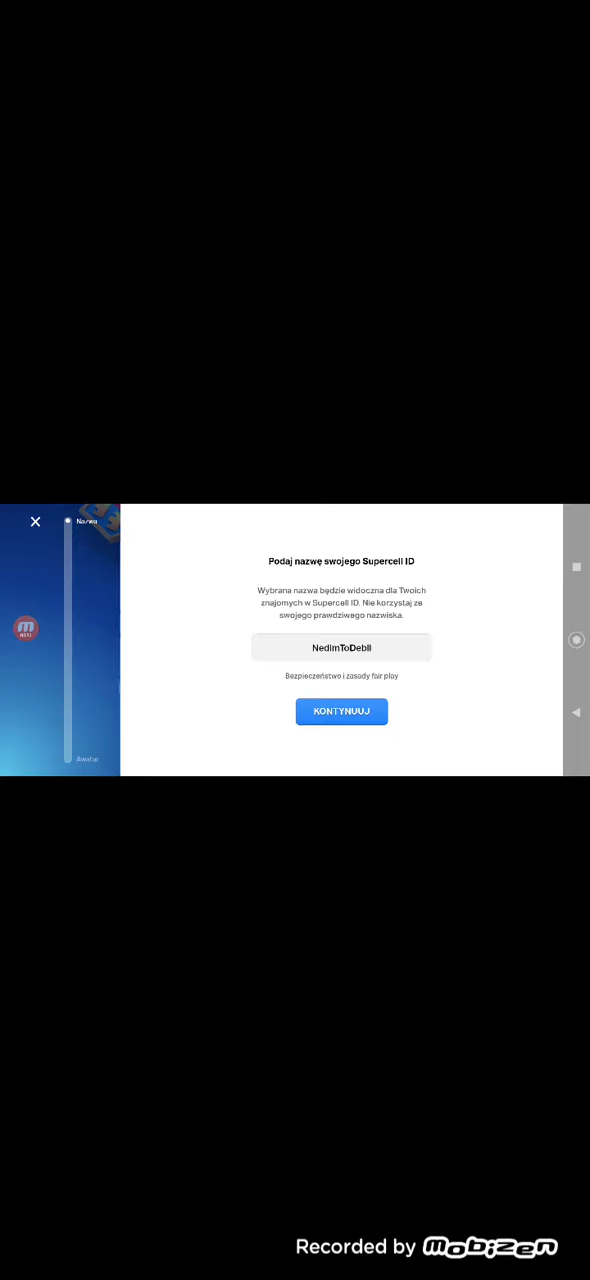 Nazwa
Podaj nazwę swojego Supercell ID
Wybrana nazwa będzie widoczna dla Twoich
znajomych w Supercell ID. Nie korzystaj ze
swojego prawdziwego nazwiska.
NedimToDebil
Bezpieczeństwo i zasady fair play
KONTYNUUJ
Awatar
Recorded by mobizen